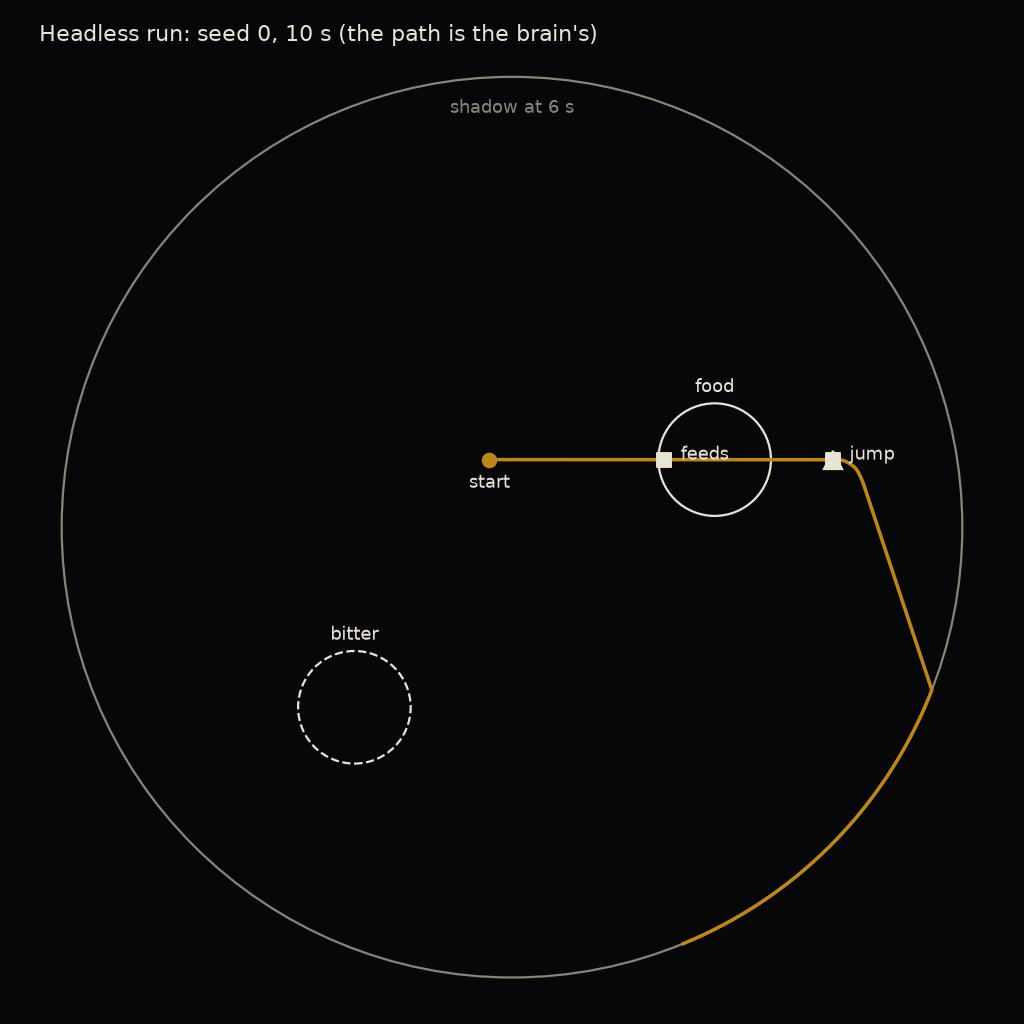 Headless run: seed 0, 10 s (the path is the brain's)
shadow at 6 s
food
feeds
jump
start
bitter